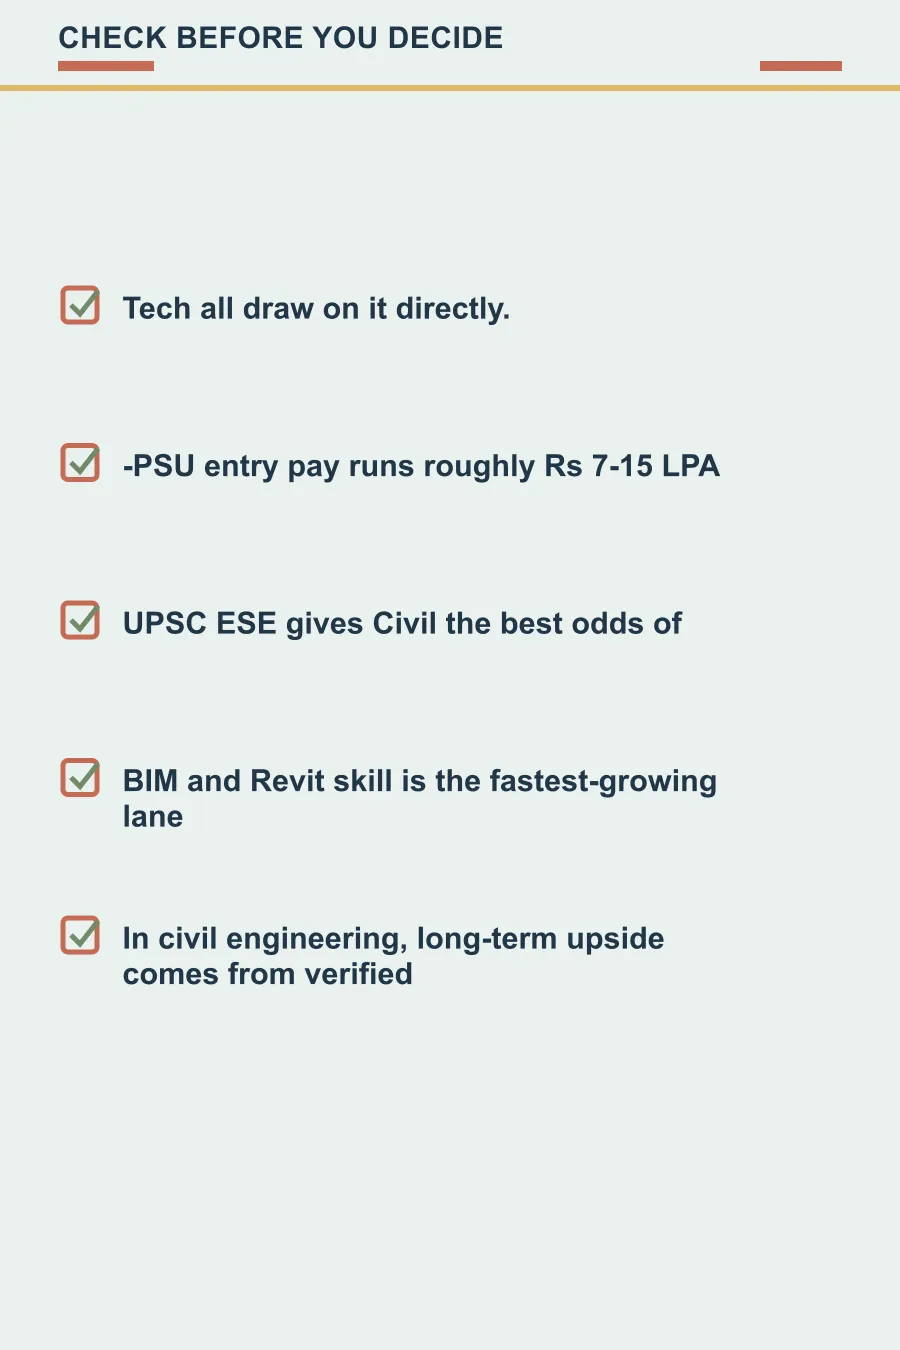 CHECK BEFORE YOU DECIDE
Tech all draw on it directly.
-PSU entry pay runs roughly Rs 7-15 LPA
UPSC ESE gives Civil the best odds of
BIM and Revit skill is the fastest-growing
lane
In civil engineering, long-term upside
comes from verified